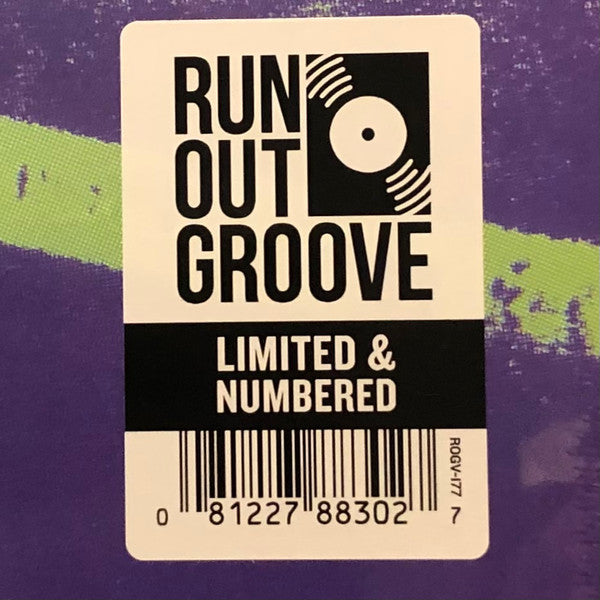 RUN
OUT
GROOVE
LIMITED &
NUMBERED
ROGV-177
0 81227 88302 7